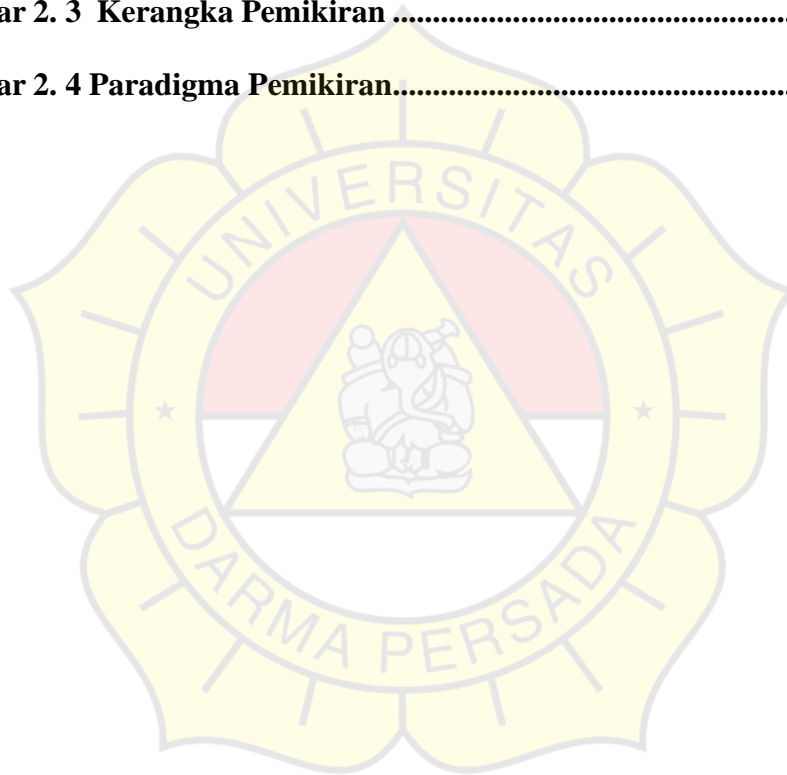 ar 2. 3  Kerangka Pemikiran ..................................................
ar 2. 4 Paradigma Pemikiran..................................................
UNIVERSITAS
DARMA PERSADA